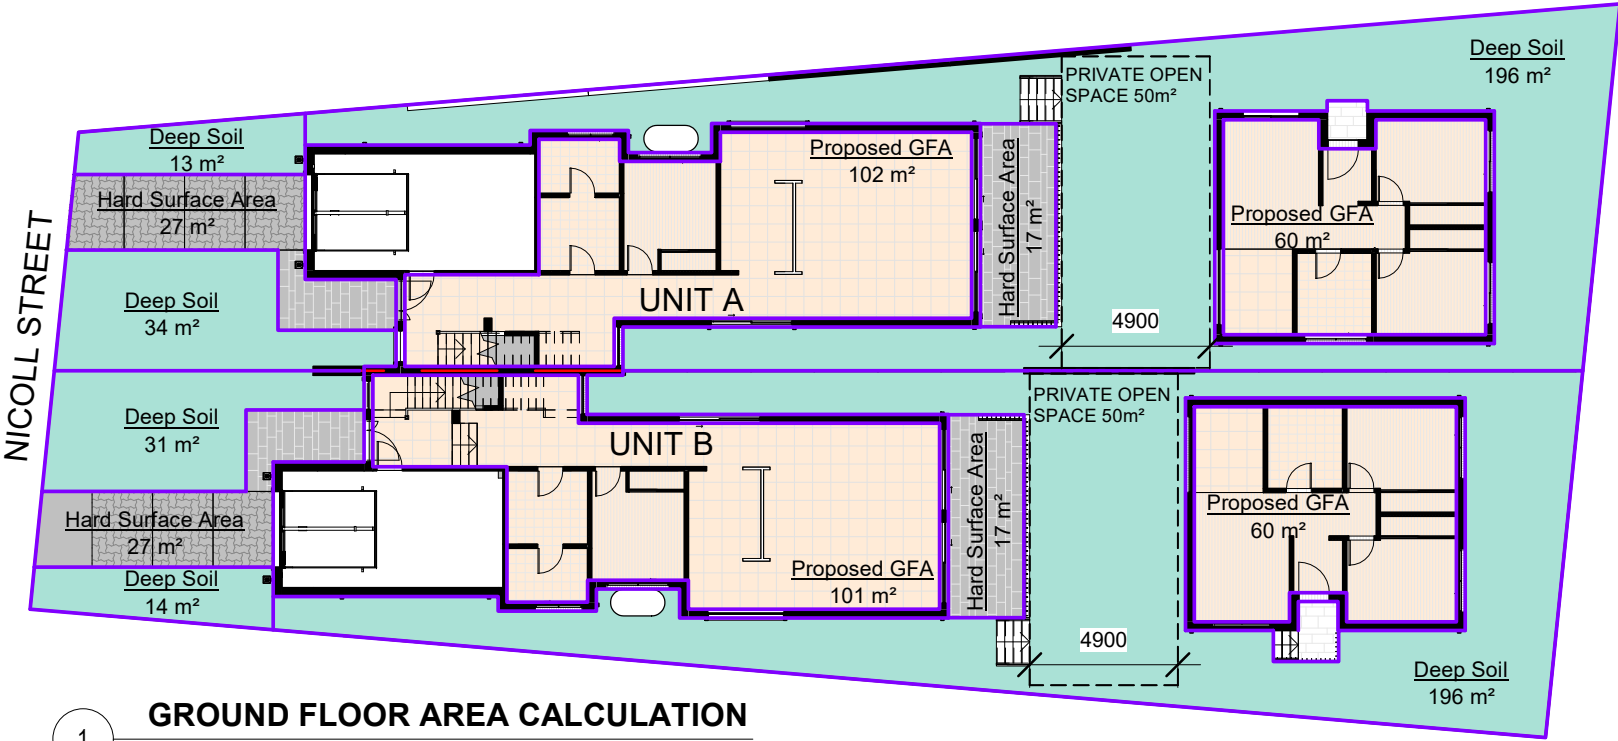 Deep Soil
196 m²
PRIVATE OPEN
SPACE 50m²
Deep Soil
13 m²
Hard Surface Area
27 m²
Proposed GFA
102 m²
Hard Surface Area
17 m²
Proposed GFA
60 m²
NICOLL STREET
Deep Soil
34 m²
UNIT A
4900
PRIVATE OPEN
SPACE 50m²
Deep Soil
31 m²
UNIT B
Hard Surface Area
17 m²
Proposed GFA
60 m²
Hard Surface Area
27 m²
Deep Soil
14 m²
Proposed GFA
101 m²
4900
Deep Soil
196 m²
1
GROUND FLOOR AREA CALCULATION